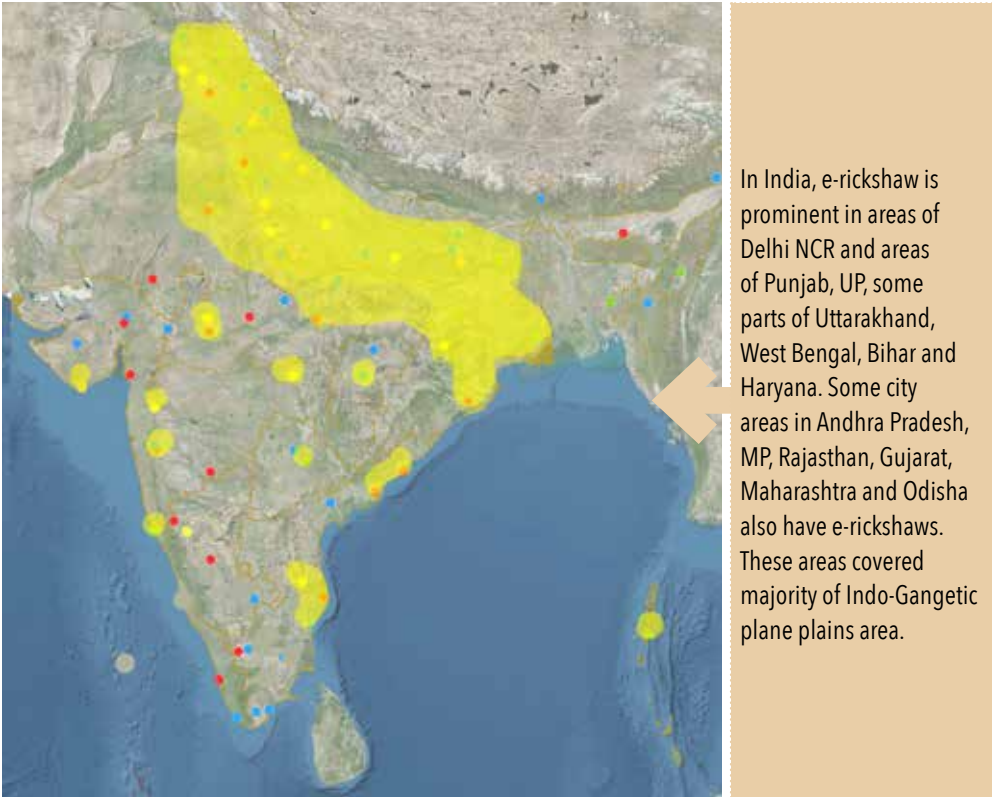 In India, e-rickshaw is
prominent in areas of
Delhi NCR and areas
of Punjab, UP, some
parts of Uttarakhand,
West Bengal, Bihar and
Haryana. Some city
areas in Andhra Pradesh,
MP, Rajasthan, Gujarat,
Maharashtra and Odisha
also have e-rickshaws.
These areas covered
majority of Indo-Gangetic
plane plains area.